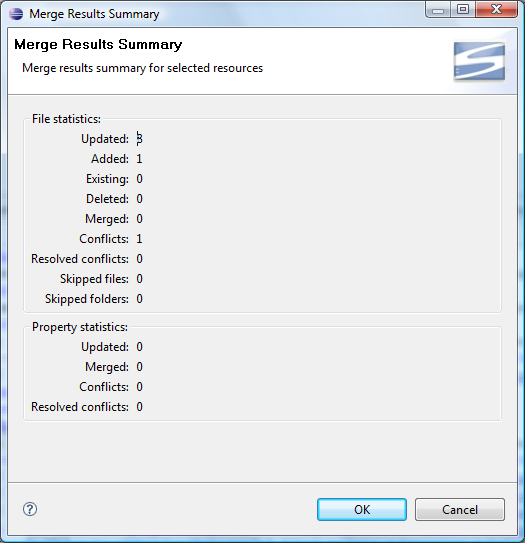 Merge Results Summary
Merge Results Summary
Merge results summary for selected resources
File statistics:
Updated: 3
Added: 1
Existing: 0
Deleted: 0
Merged: 0
Conflicts: 1
Resolved conflicts: 0
Skipped files: 0
Skipped folders: 0
Property statistics:
Updated: 0
Merged: 0
Conflicts: 0
Resolved conflicts: 0
?
OK
Cancel